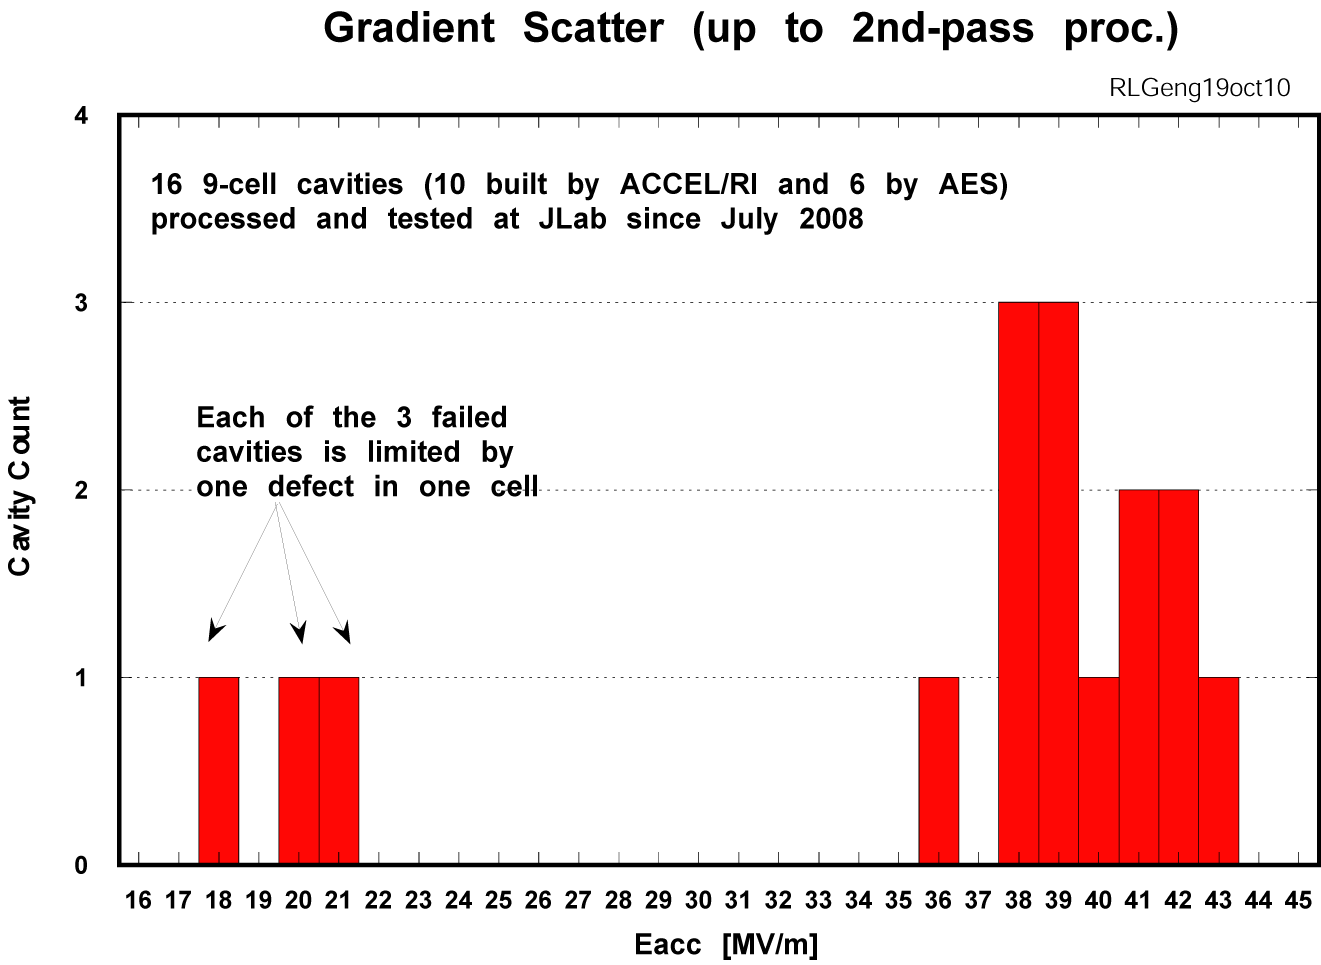 Gradient Scatter (up to 2nd-pass proc.)
RLGeng19oct10
4
16 9-cell cavities (10 built by ACCEL/RI and 6 by AES)
processed and tested at JLab since July 2008
3
Each of the 3 failed
cavities is limited by
one defect in one cell
2
1
0
Cavity Count
16 17 18 19 20 21 22 23 24 25 26 27 28 29 30 31 32 33 34 35 36 37 38 39 40 41 42 43 44 45
Eacc [MV/m]